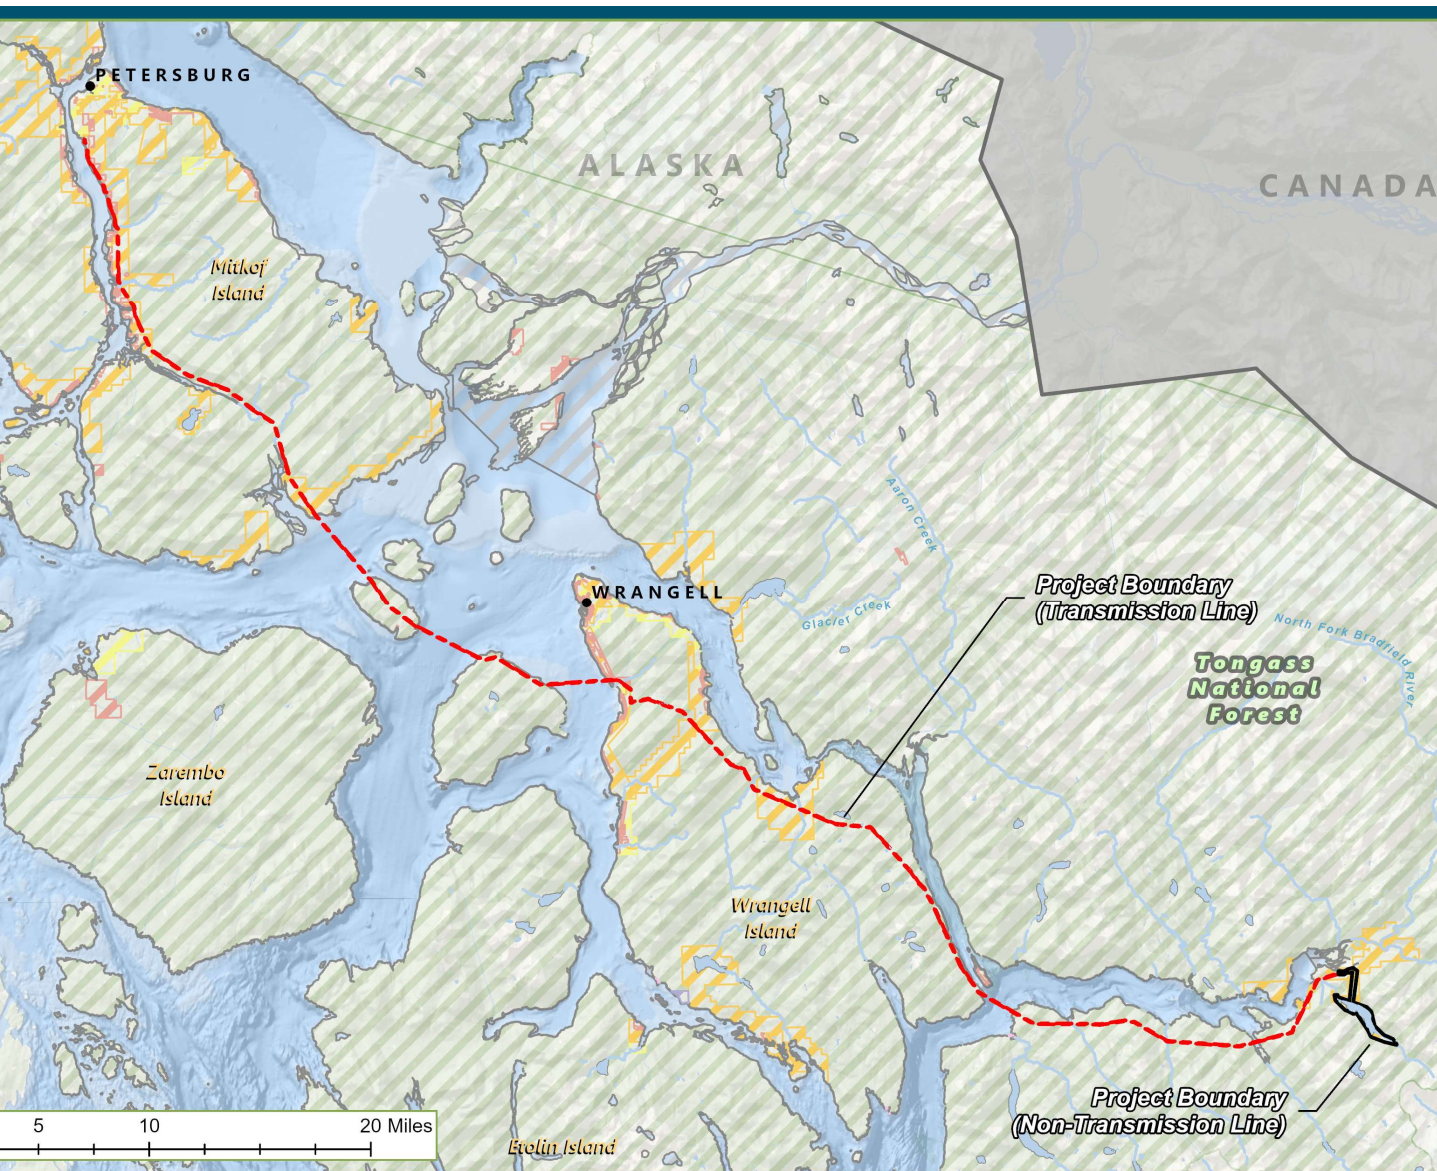 PETERSBURG
ALASKA
CANADA
Mitkof
Island
Aaron Creek
Project Boundary
(Transmission Line)
WRANGELL
Glacier Creek
North Fork Bradfield River
Tongass
National
Forest
Zarembo
Island
Wrangell
Island
Project Boundary
(Non-Transmission Line)
5 10 20 Miles
Etolin Island